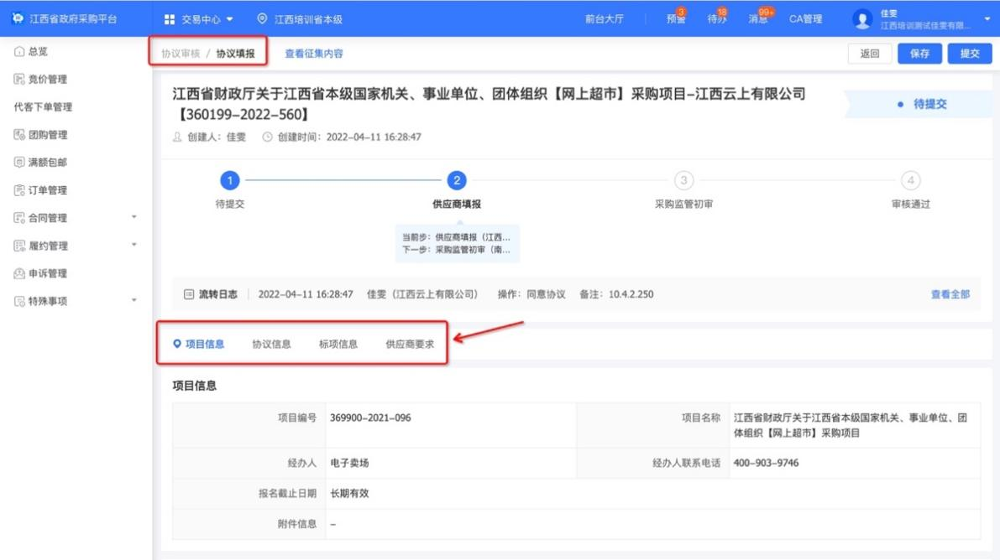 江西省政府采购平台
交易中心
江西培训省本级
前台大厅
预警
3
待办
18
消息
99+
CA管理
佳雯
江西培训测试佳雯有限...
总览
竞价管理
代客下单管理
团购管理
满额包邮
订单管理
合同管理
履约管理
申诉管理
特殊事项
协议审核 / 协议填报
查看征集内容
返回
保存
提交
江西省财政厅关于江西省本级国家机关、事业单位、团体组织【网上超市】采购项目-江西云上有限公司
【360199-2022-560】
待提交
创建人：佳雯
创建时间：2022-04-11 16:28:47
1
2
3
4
待提交
供应商填报
采购监管初审
审核通过
当前步：供应商填报（江西...
下一步：采购监管初审（南...
流转日志
2022-04-11 16:28:47 佳雯（江西云上有限公司） 操作：同意协议 备注：10.4.2.250
查看全部
项目信息
协议信息
标项信息
供应商要求
项目信息
项目编号
369900-2021-096
项目名称
江西省财政厅关于江西省本级国家机关、事业单位、团
体组织【网上超市】采购项目
经办人
电子卖场
经办人联系电话
400-903-9746
报名截止日期
长期有效
附件信息
-